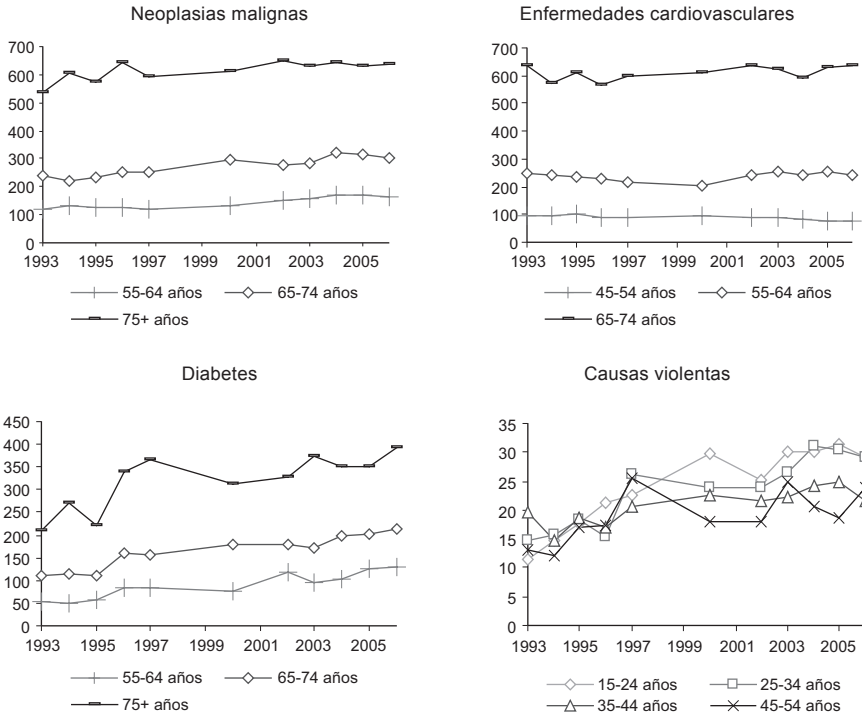 Neoplasias malignas
700
600
500
400
300
200
100
0
1993 1995 1997 1999 2001 2003 2005
55-64 años 65-74 años
75+ años
Enfermedades cardiovasculares
700
600
500
400
300
200
100
0
1993 1995 1997 1999 2001 2003 2005
45-54 años 55-64 años
65-74 años
Diabetes
450
400
350
300
250
200
150
100
50
0
1993 1995 1997 1999 2001 2003 2005
55-64 años 65-74 años
75+ años
Causas violentas
35
30
25
20
15
10
5
0
1993 1995 1997 1999 2001 2003 2005
15-24 años 25-34 años
35-44 años 45-54 años